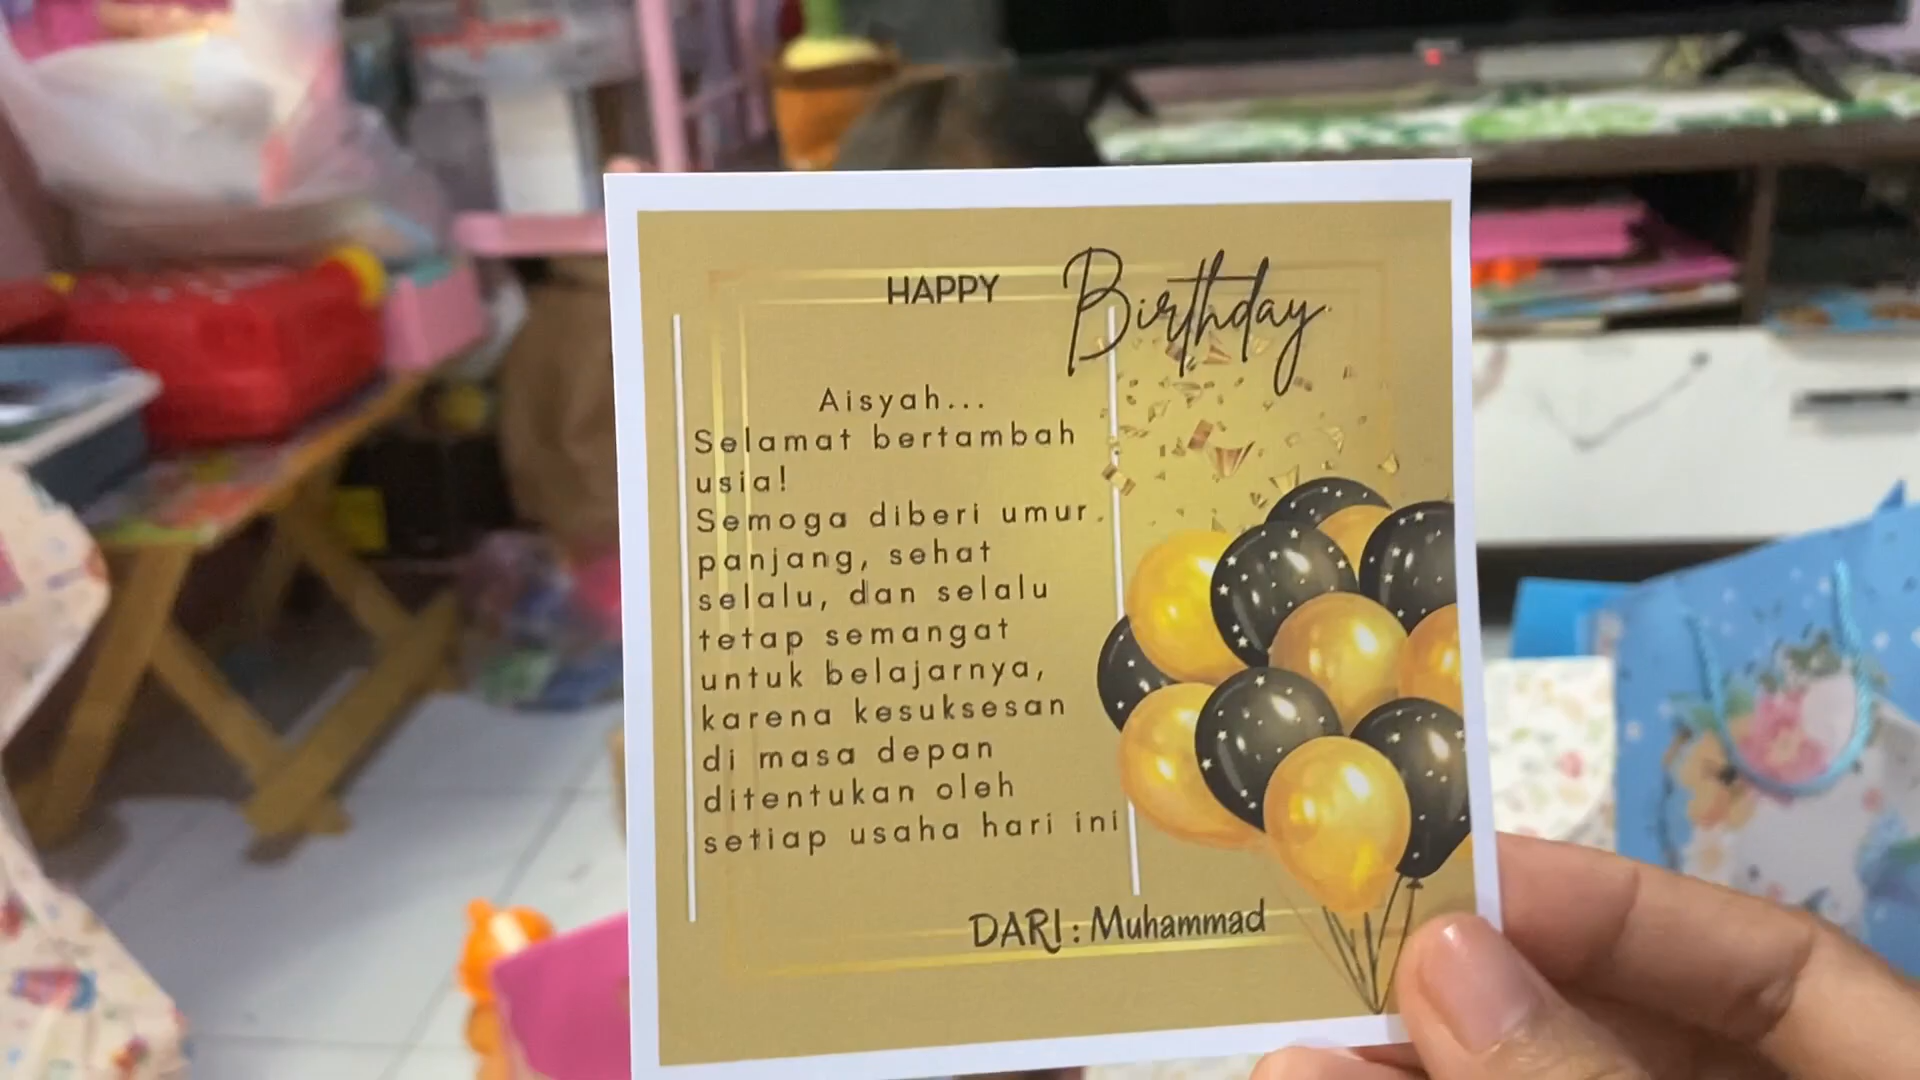 HAPPY Birthday
Aisyah...
Selamat bertambah
usia!
Semoga diberi umur
panjang, sehat
selalu, dan selalu
tetap semangat
untuk belajarnya,
karena kesuksesan
di masa depan
ditentukan oleh
setiap usaha hari ini
DARI : Muhammad